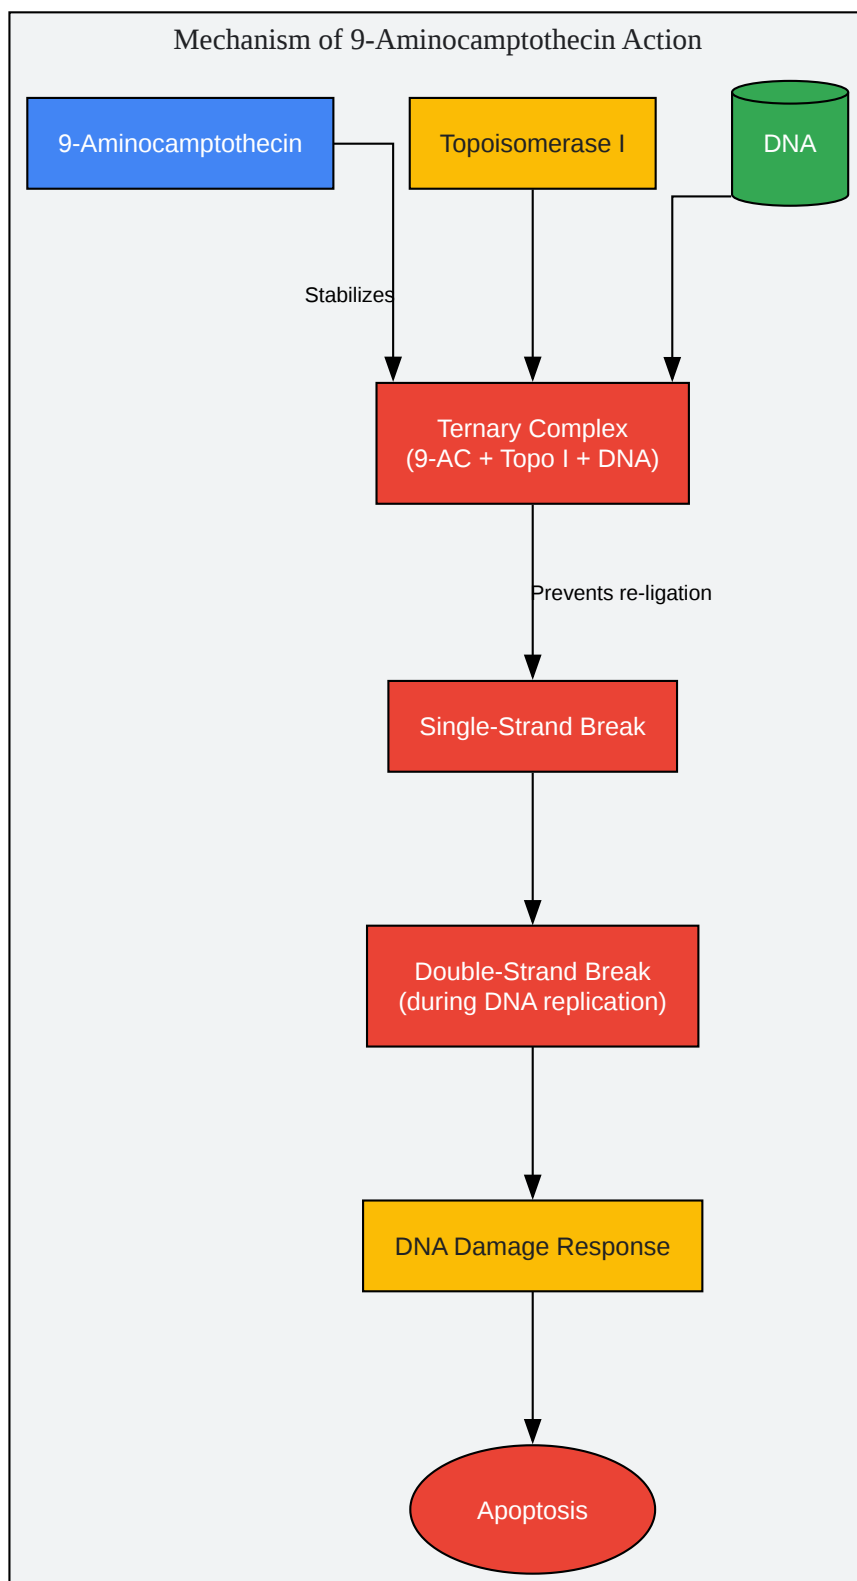 Mechanism of 9-Aminocamptothecin Action
9-Aminocamptothecin
Topoisomerase I
DNA
Stabilizes
Ternary Complex
(9-AC + Topo I + DNA)
Prevents re-ligation
Single-Strand Break
Double-Strand Break
(during DNA replication)
DNA Damage Response
Apoptosis